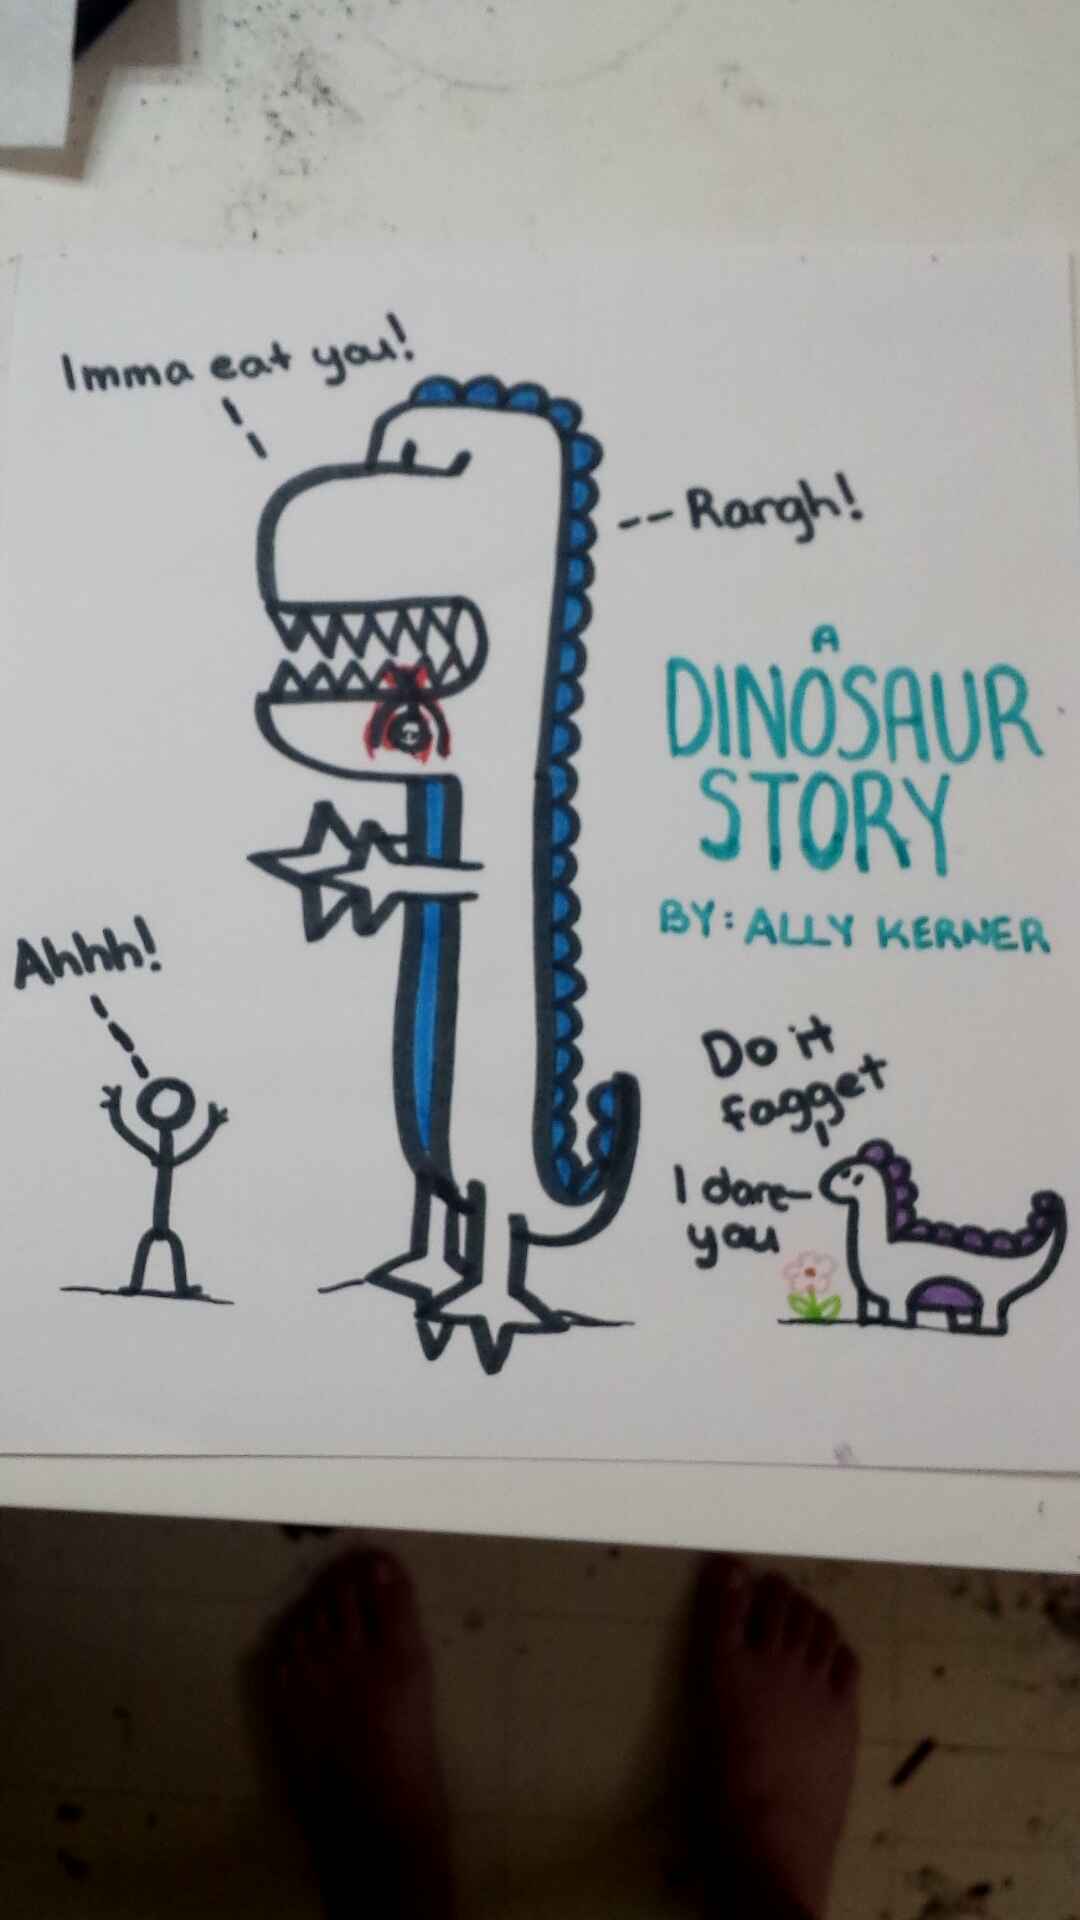 Imma eat you!
Rargh!
A
DINOSAUR
STORY
BY: ALLY KERNER
Ahhh!
Do it
fagget
I dare
you